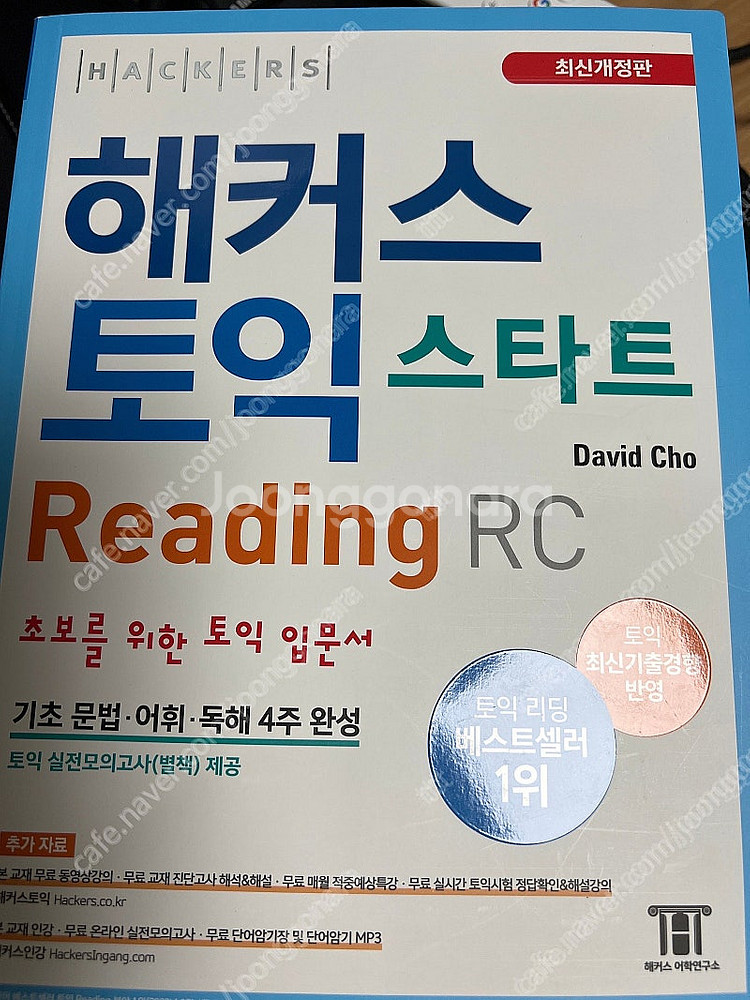 HACKERS
최신개정판
해커스
토익 스타트
David Cho
Reading RC
초보를 위한 토익 입문서
기초 문법·어휘·독해 4주 완성
토익 실전모의고사(별책) 제공
토익
최신기출경향
반영
토익 리딩
베스트셀러
1위
추가 자료
본 교재 무료 동영상강의 · 무료 교재 진단고사 해석&해설 · 무료 매월 적중예상특강 · 무료 실시간 토익시험 정답확인&해설강의
해커스토익 Hackers.co.kr
교재 인강 · 무료 온라인 실전모의고사 · 무료 단어암기장 및 단어암기 MP3
커스인강 HackersIngang.com
해커스 어학연구소
Joonggonara
cafe.naver.com/joonggonara